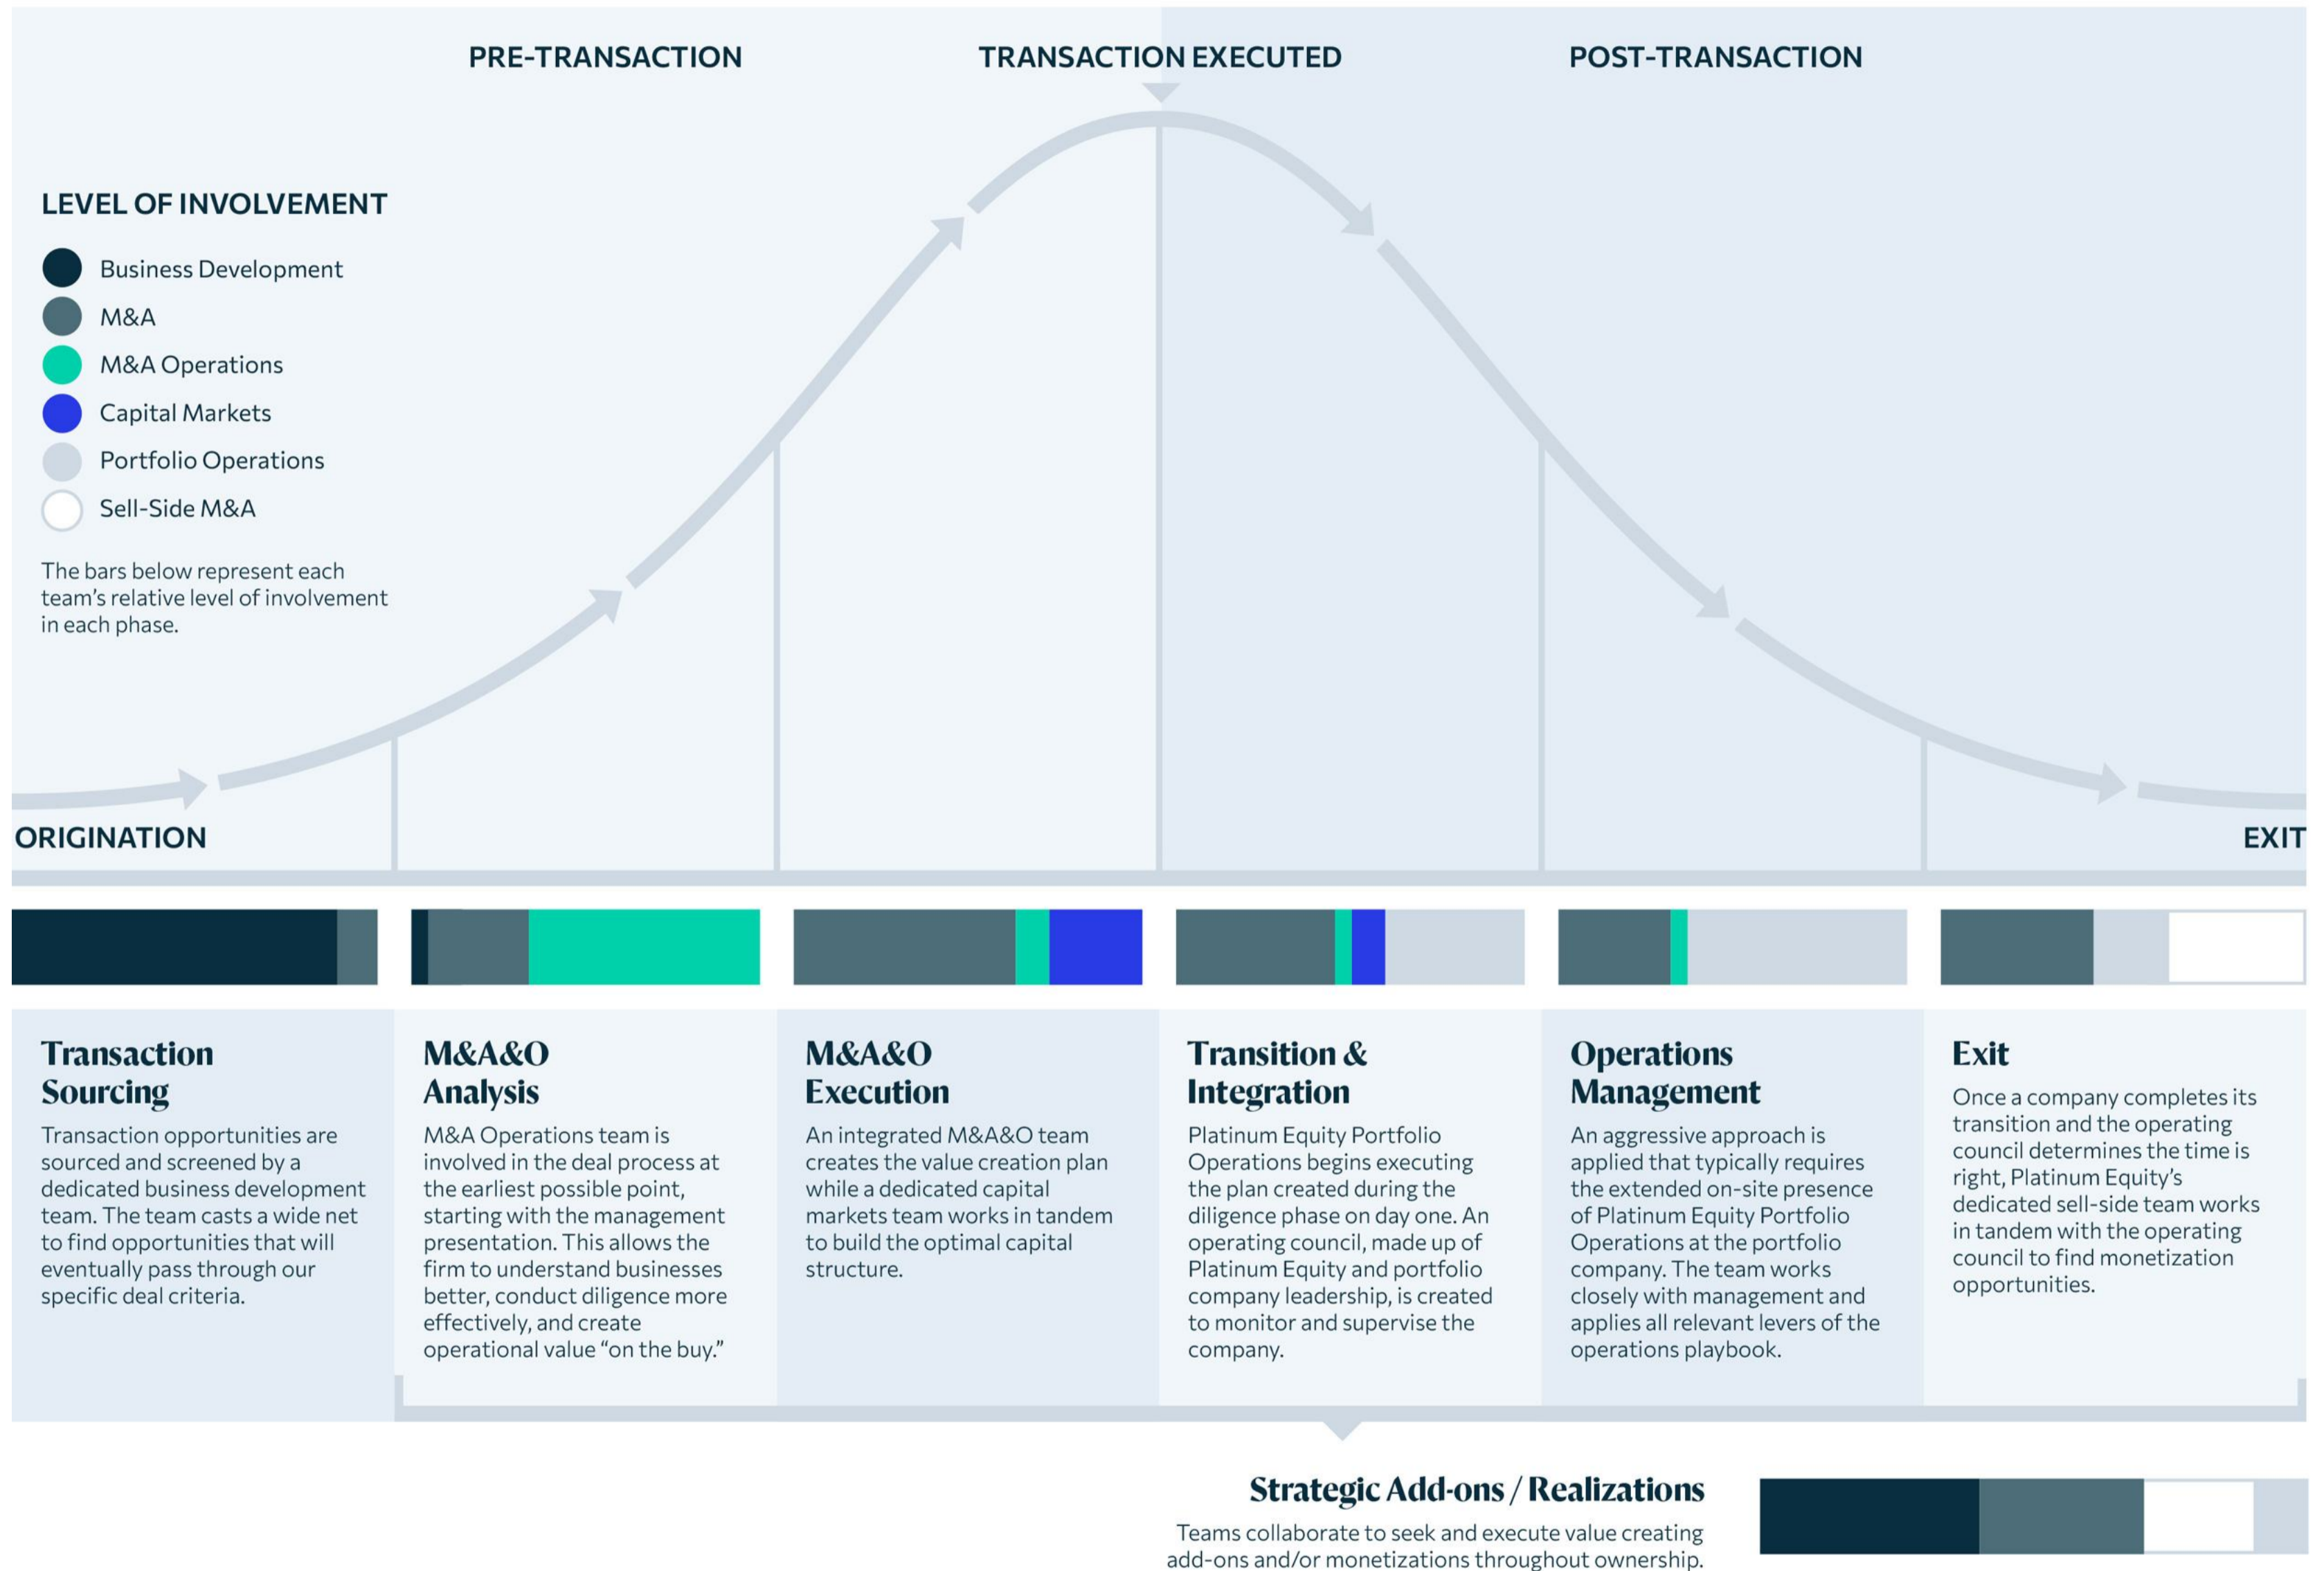 PRE-TRANSACTION
TRANSACTION EXECUTED
POST-TRANSACTION
LEVEL OF INVOLVEMENT
Business Development
M&A
M&A Operations
Capital Markets
Portfolio Operations
Sell-Side M&A
The bars below represent each
team's relative level of involvement
in each phase.
ORIGINATION
EXIT
Transaction
Sourcing
Transaction opportunities are
sourced and screened by a
dedicated business development
team. The team casts a wide net
to find opportunities that will
eventually pass through our
specific deal criteria.
M&A&O
Analysis
M&A Operations team is
involved in the deal process at
the earliest possible point,
starting with the management
presentation. This allows the
firm to understand businesses
better, conduct diligence more
effectively, and create
operational value “on the buy.”
M&A&O
Execution
An integrated M&A&O team
creates the value creation plan
while a dedicated capital
markets team works in tandem
to build the optimal capital
structure.
Transition &
Integration
Platinum Equity Portfolio
Operations begins executing
the plan created during the
diligence phase on day one. An
operating council, made up of
Platinum Equity and portfolio
company leadership, is created
to monitor and supervise the
company.
Operations
Management
An aggressive approach is
applied that typically requires
the extended on-site presence
of Platinum Equity Portfolio
Operations at the portfolio
company. The team works
closely with management and
applies all relevant levers of the
operations playbook.
Exit
Once a company completes its
transition and the operating
council determines the time is
right, Platinum Equity's
dedicated sell-side team works
in tandem with the operating
council to find monetization
opportunities.
Strategic Add-ons / Realizations
Teams collaborate to seek and execute value creating
add-ons and/or monetizations throughout ownership.